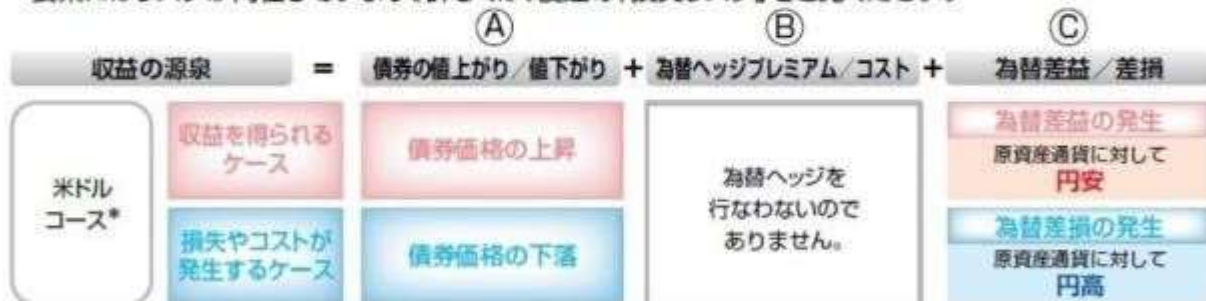 Ⓐ Ⓑ Ⓒ
収益の源泉 = 債券の値上がり/値下がり + 為替ヘッジプレミアム/コスト + 為替差益/差損
米ドル
コース*
収益を得られる
ケース
債券価格の上昇
損失やコストが
発生するケース
債券価格の下落
為替ヘッジを
行なわないので
ありません。
為替差益の発生
原資産通貨に対して
円安
為替差損の発生
原資産通貨に対して
円高